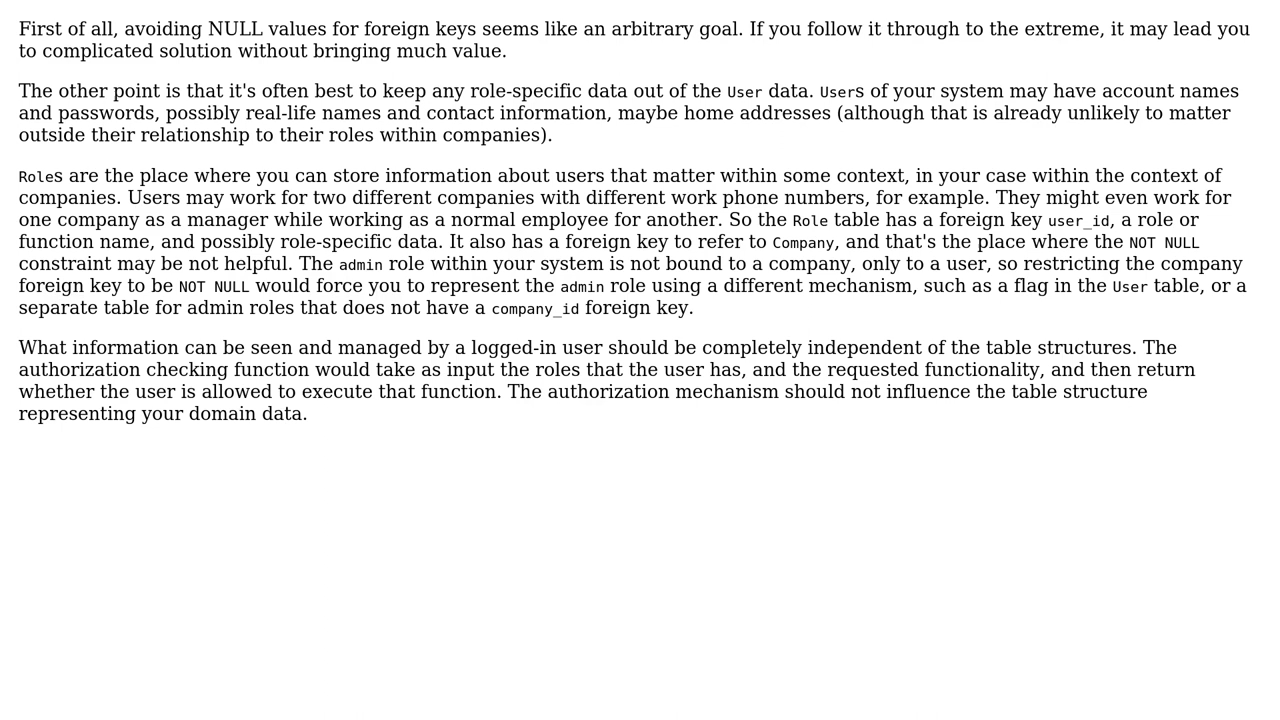 First of all, avoiding NULL values for foreign keys seems like an arbitrary goal. If you follow it through to the extreme, it may lead you
to complicated solution without bringing much value.
The other point is that it's often best to keep any role-specific data out of the User data. Users of your system may have account names
and passwords, possibly real-life names and contact information, maybe home addresses (although that is already unlikely to matter
outside their relationship to their roles within companies).
Roles are the place where you can store information about users that matter within some context, in your case within the context of
companies. Users may work for two different companies with different work phone numbers, for example. They might even work for
one company as a manager while working as a normal employee for another. So the Role table has a foreign key user_id, a role or
function name, and possibly role-specific data. It also has a foreign key to refer to Company, and that's the place where the NOT NULL
constraint may be not helpful. The admin role within your system is not bound to a company, only to a user, so restricting the company
foreign key to be NOT NULL would force you to represent the admin role using a different mechanism, such as a flag in the User table, or a
separate table for admin roles that does not have a company_id foreign key.
What information can be seen and managed by a logged-in user should be completely independent of the table structures. The
authorization checking function would take as input the roles that the user has, and the requested functionality, and then return
whether the user is allowed to execute that function. The authorization mechanism should not influence the table structure
representing your domain data.